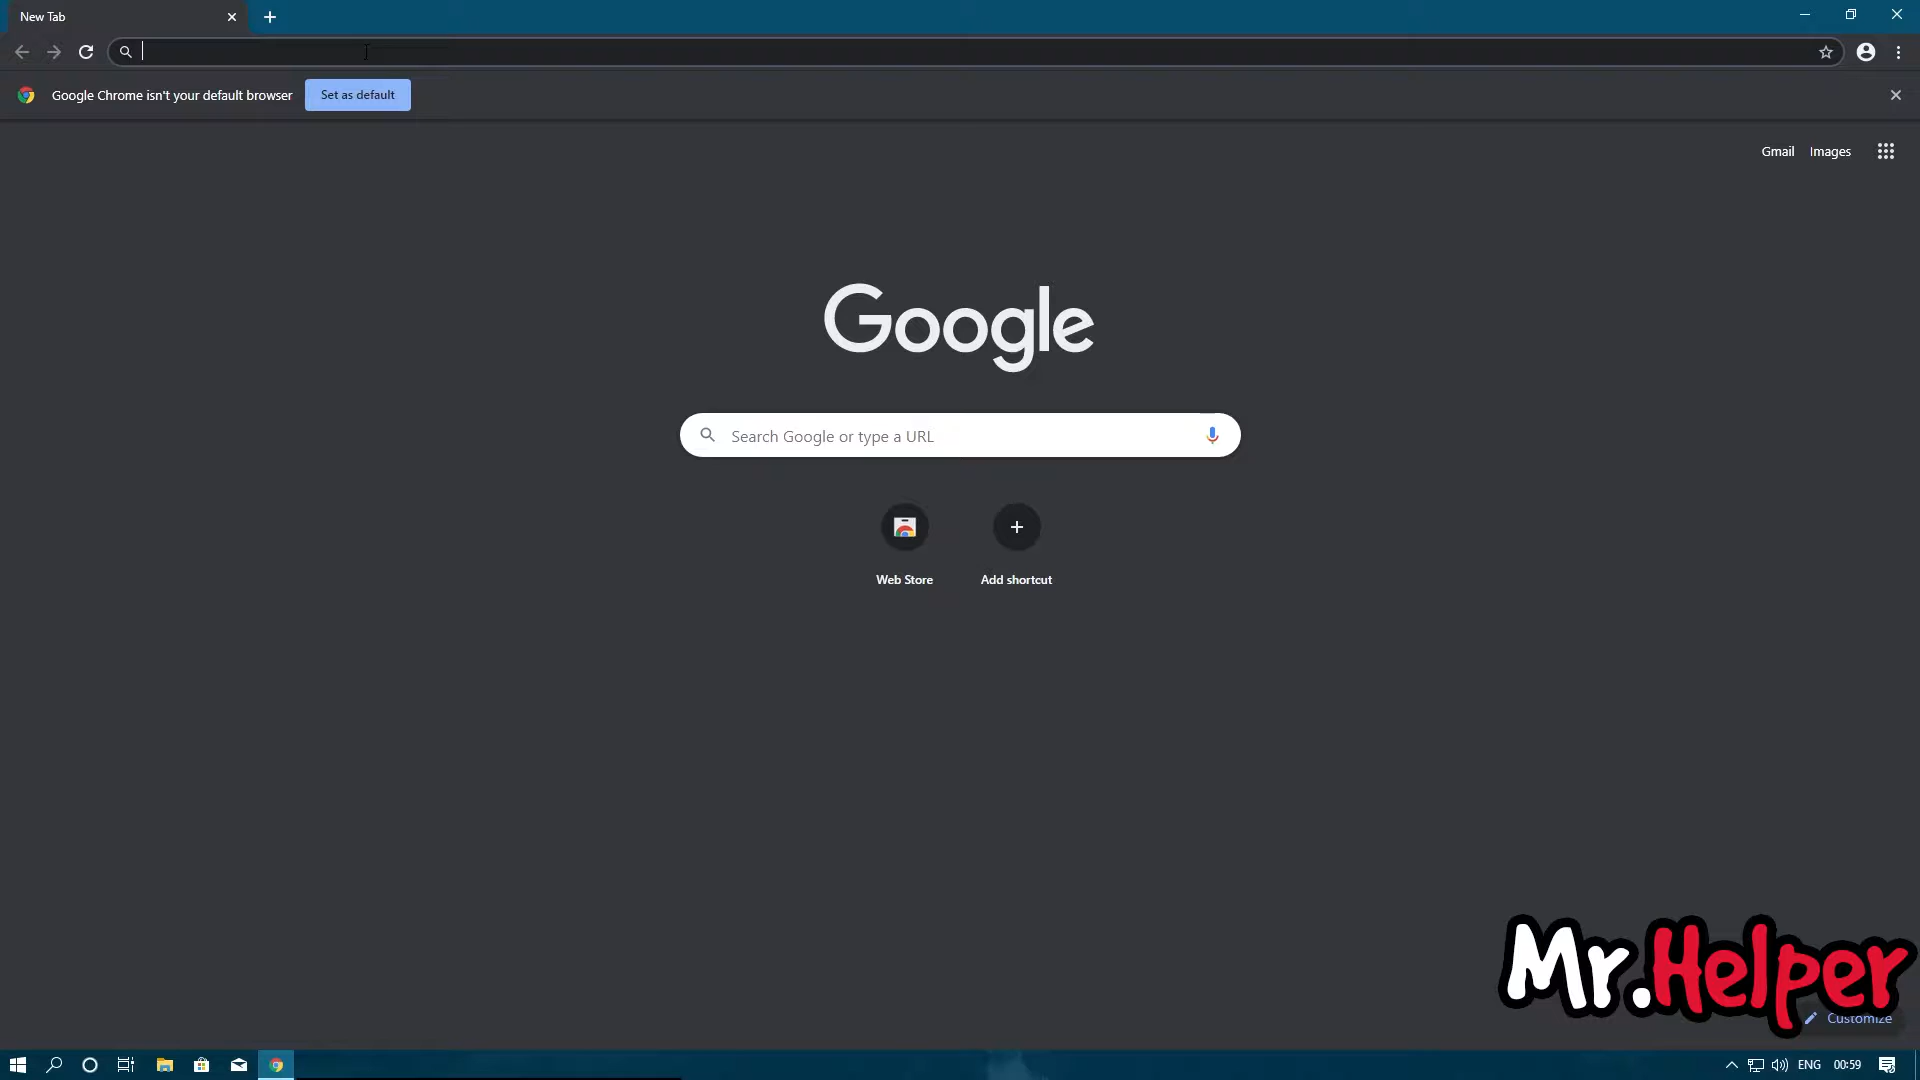 New Tab
Google Chrome isn't your default browser
Set as default
Gmail
Images
Google
Search Google or type a URL
Web Store
Add shortcut
Mr.Helper
Customize
ENG
00:59